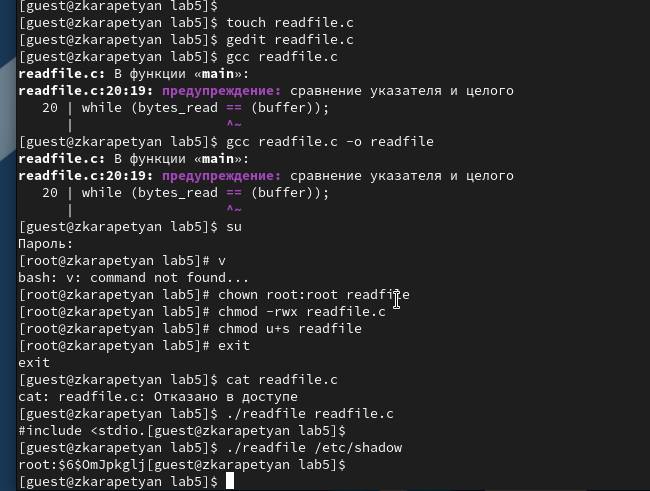 [guest@zkarapetyan lab5]$
[guest@zkarapetyan lab5]$ touch readfile.c
[guest@zkarapetyan lab5]$ gedit readfile.c
[guest@zkarapetyan lab5]$ gcc readfile.c
readfile.c: В функции «main»:
readfile.c:20:19: предупреждение: сравнение указателя и целого
   20 | while (bytes_read == (buffer));
      |                   ^~
[guest@zkarapetyan lab5]$ gcc readfile.c -o readfile
readfile.c: В функции «main»:
readfile.c:20:19: предупреждение: сравнение указателя и целого
   20 | while (bytes_read == (buffer));
      |                   ^~
[guest@zkarapetyan lab5]$ su
Пароль:
[root@zkarapetyan lab5]# v
bash: v: command not found...
[root@zkarapetyan lab5]# chown root:root readfile
[root@zkarapetyan lab5]# chmod -rwx readfile.c
[root@zkarapetyan lab5]# chmod u+s readfile
[root@zkarapetyan lab5]# exit
exit
[guest@zkarapetyan lab5]$ cat readfile.c
cat: readfile.c: Отказано в доступе
[guest@zkarapetyan lab5]$ ./readfile readfile.c
#include <stdio.[guest@zkarapetyan lab5]$
[guest@zkarapetyan lab5]$ ./readfile /etc/shadow
root:$6$OmJpkglj[guest@zkarapetyan lab5]$
[guest@zkarapetyan lab5]$